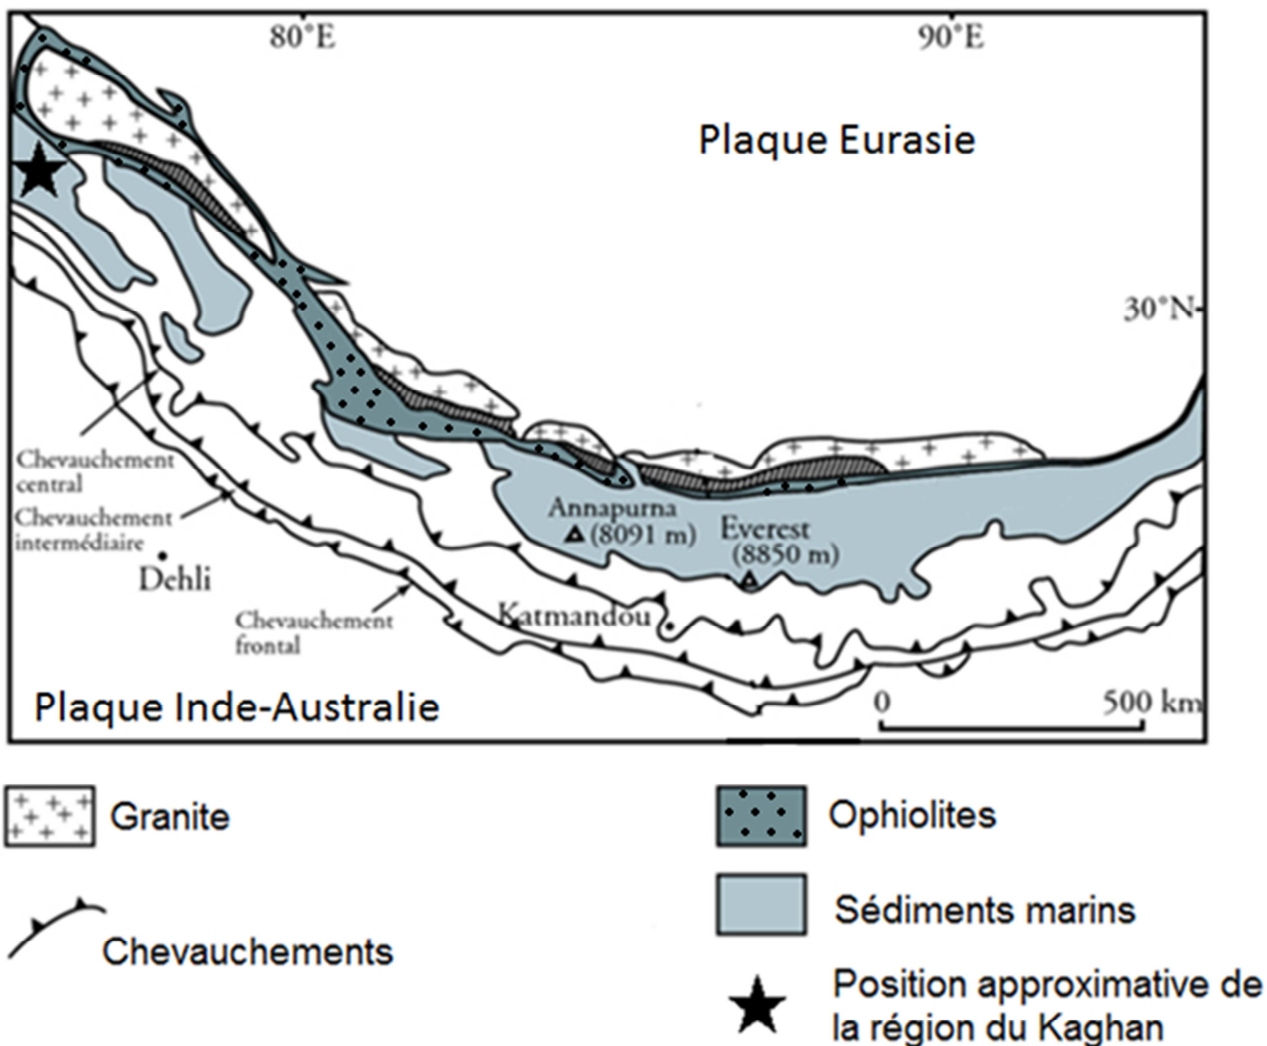 80°E
90°E
Plaque Eurasie
30°N
Chevauchement
central
Chevauchement
intermédiaire
Dehli
Annapurna
(8091 m)
Everest
(8850 m)
Katmandou
Chevauchement
frontal
Plaque Inde-Australie
0
500 km
Granite
Ophiolites
Chevauchements
Sédiments marins
Position approximative de
la région du Kaghan